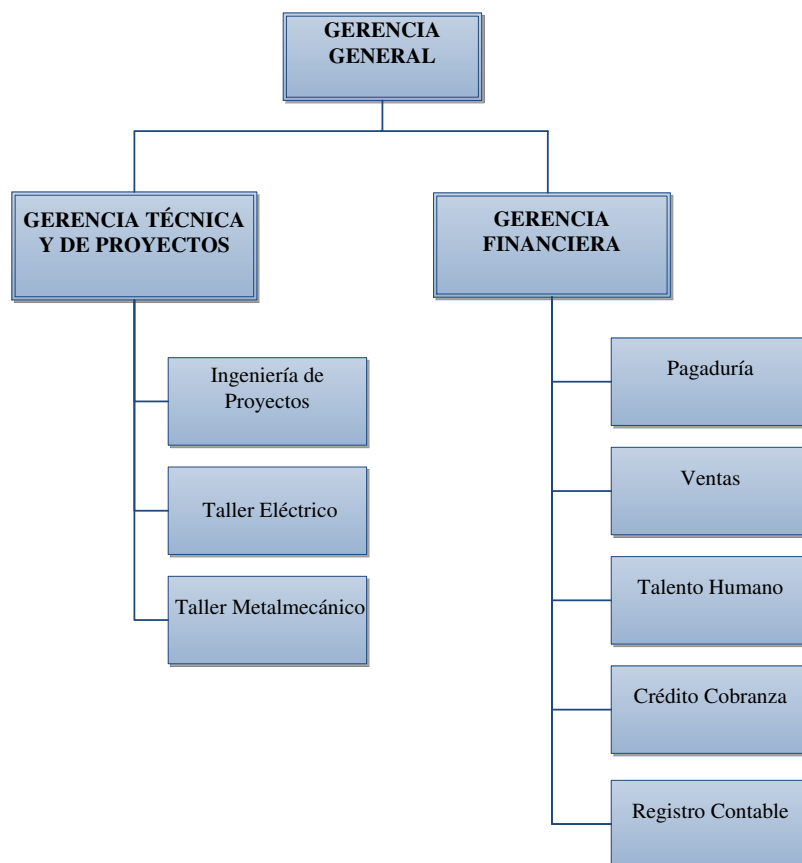 GERENCIA
GENERAL
GERENCIA TÉCNICA
Y DE PROYECTOS
GERENCIA
FINANCIERA
Ingeniería de
Proyectos
Taller Eléctrico
Taller Metalmecánico
Pagaduría
Ventas
Talento Humano
Crédito Cobranza
Registro Contable